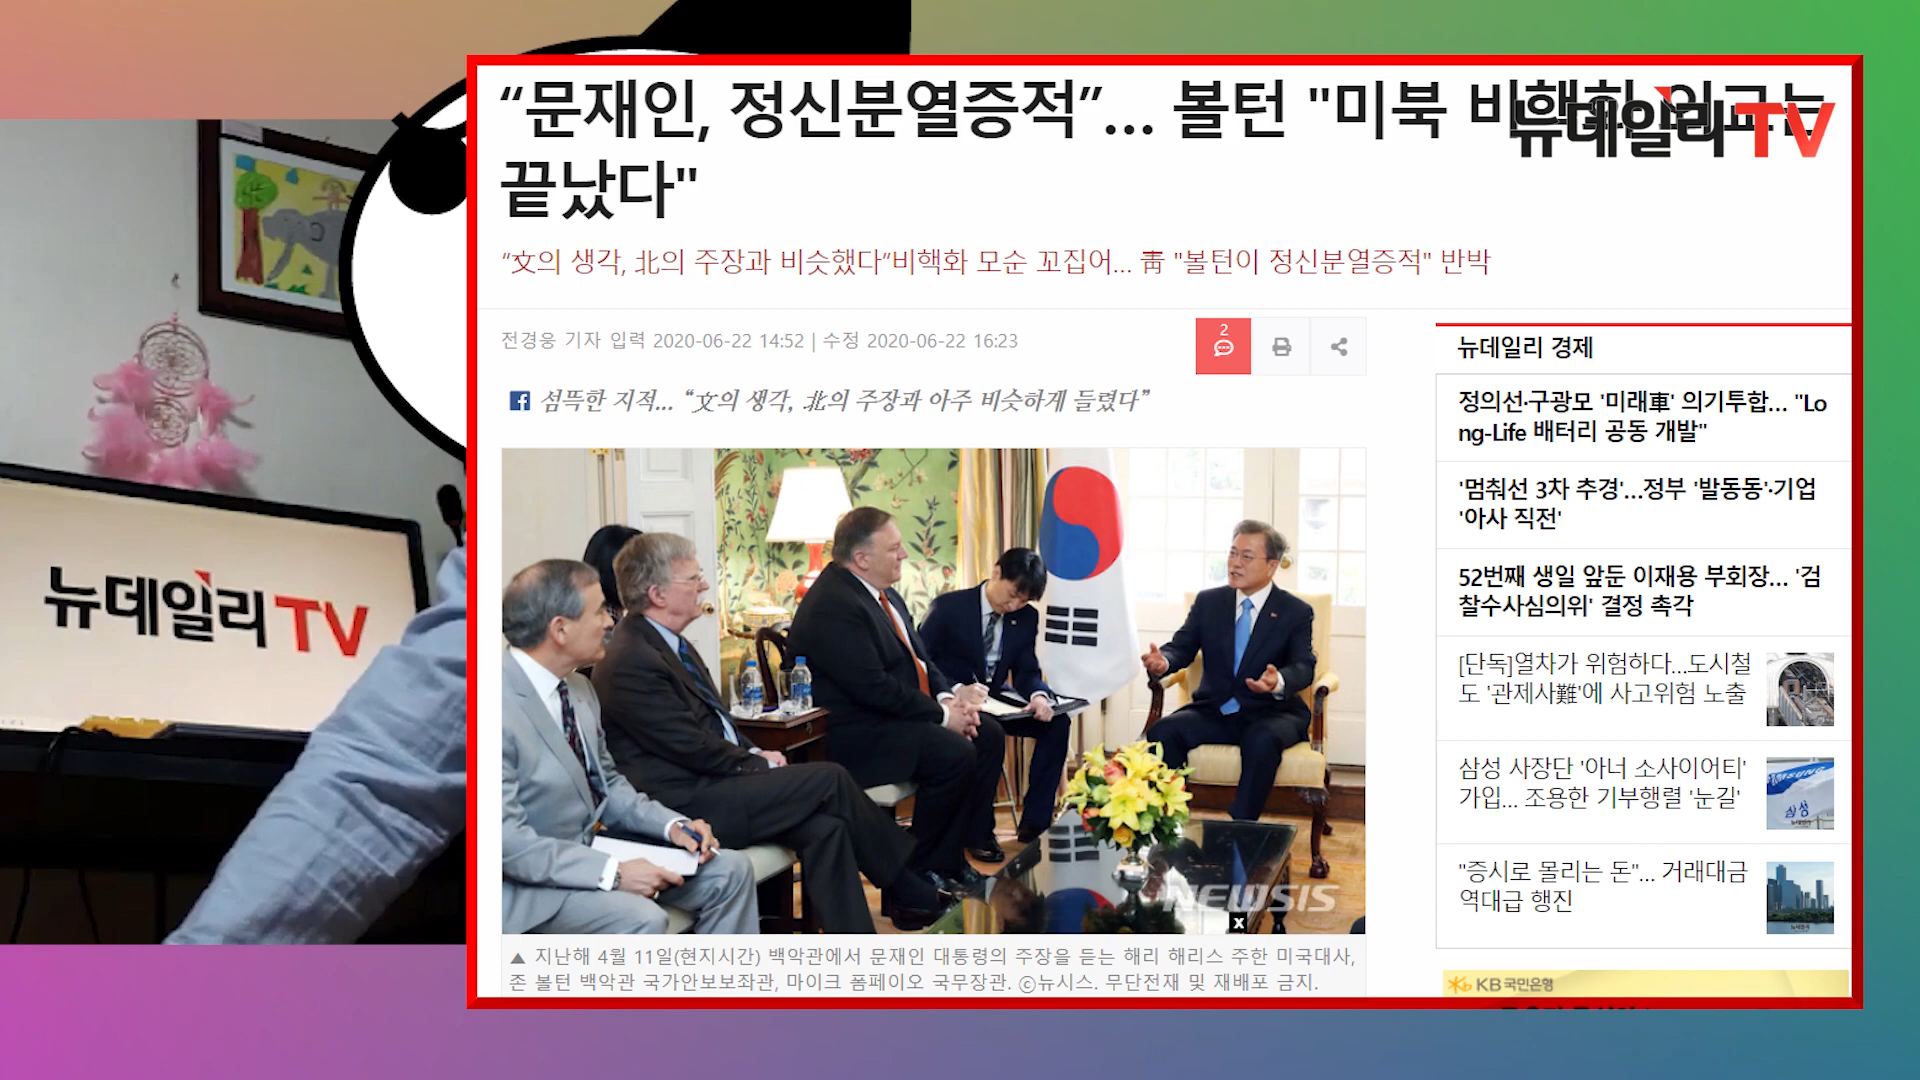 “문재인, 정신분열증적”... 볼턴 "미북 비핵화 외교는
끝났다"
뉴데일리TV
“文의 생각, 北의 주장과 비슷했다”비핵화 모순 꼬집어... 靑 "볼턴이 정신분열증적" 반박
전경웅 기자 입력 2020-06-22 14:52 | 수정 2020-06-22 16:23
2
섬뜩한 지적... “文의 생각, 北의 주장과 아주 비슷하게 들렸다”
NEWSIS
x
▲ 지난해 4월 11일(현지시간) 백악관에서 문재인 대통령의 주장을 듣는 해리 해리스 주한 미국대사,
존 볼턴 백악관 국가안보보좌관, 마이크 폼페이오 국무장관. ⓒ뉴시스. 무단전재 및 재배포 금지.
뉴데일리 경제
정의선·구광모 '미래車' 의기투합... "Lo
ng-Life 배터리 공동 개발"
'멈춰선 3차 추경'...정부 '발동동'·기업
'아사 직전'
52번째 생일 앞둔 이재용 부회장... '검
찰수사심의위' 결정 촉각
[단독]열차가 위험하다...도시철
도 '관제사難'에 사고위험 노출
삼성 사장단 '아너 소사이어티'
가입... 조용한 기부행렬 '눈길'
SAMSUNG
삼성
"증시로 몰리는 돈"... 거래대금
역대급 행진
KB국민은행
뉴데일리TV